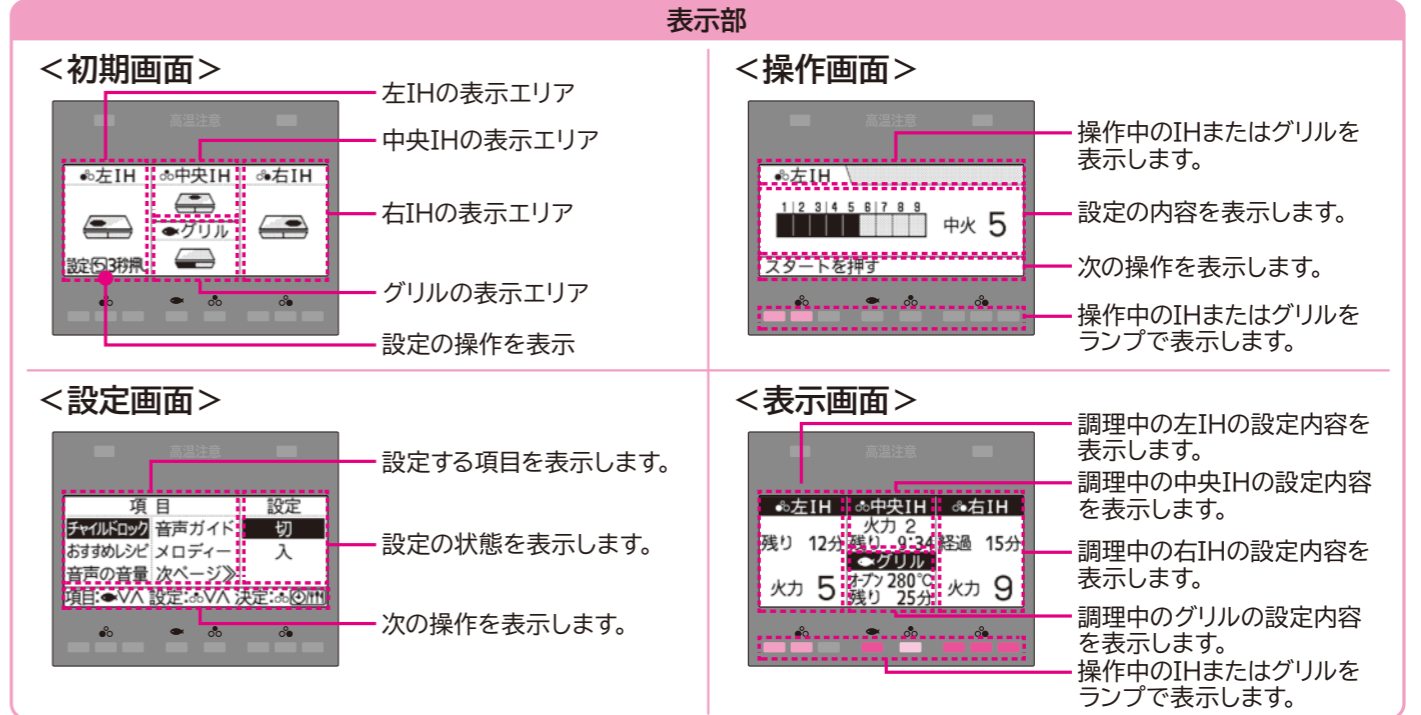 表示部
＜初期画面＞
高温注意
左IH
中央IH
右IH
グリル
設定 3秒押
左IHの表示エリア
中央IHの表示エリア
右IHの表示エリア
グリルの表示エリア
設定の操作を表示
＜操作画面＞
高温注意
左IH
1 2 3 4 5 6 7 8 9
中火 5
スタートを押す
操作中のIHまたはグリルを
表示します。
設定の内容を表示します。
次の操作を表示します。
操作中のIHまたはグリルを
ランプで表示します。
＜設定画面＞
高温注意
項 目 設定
チャイルドロック 音声ガイド 切
おすすめレシピ メロディー 入
音声の音量 次ページ≫
項目: ∨∧ 設定: ∨∧ 決定:
設定する項目を表示します。
設定の状態を表示します。
次の操作を表示します。
＜表示画面＞
高温注意
左IH
残り 12分
火力 5
中央IH
火力 2
残り 9:34
グリル
オーブン 280℃
残り 25分
右IH
経過 15分
火力 9
調理中の左IHの設定内容を
表示します。
調理中の中央IHの設定内容
を表示します。
調理中の右IHの設定内容を
表示します。
調理中のグリルの設定内容
を表示します。
操作中のIHまたはグリルを
ランプで表示します。